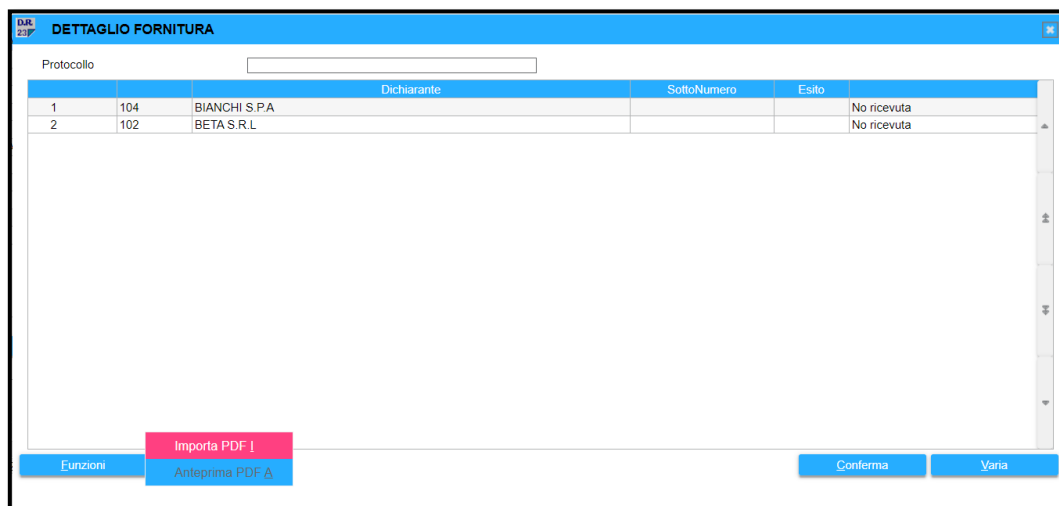 D.R.
23
DETTAGLIO FORNITURA
Protocollo
Dichiarante SottoNumero Esito
1 104 BIANCHI S.P.A No ricevuta
2 102 BETA S.R.L No ricevuta
Importa PDF I
Funzioni Conferma Varia
Anteprima PDF A